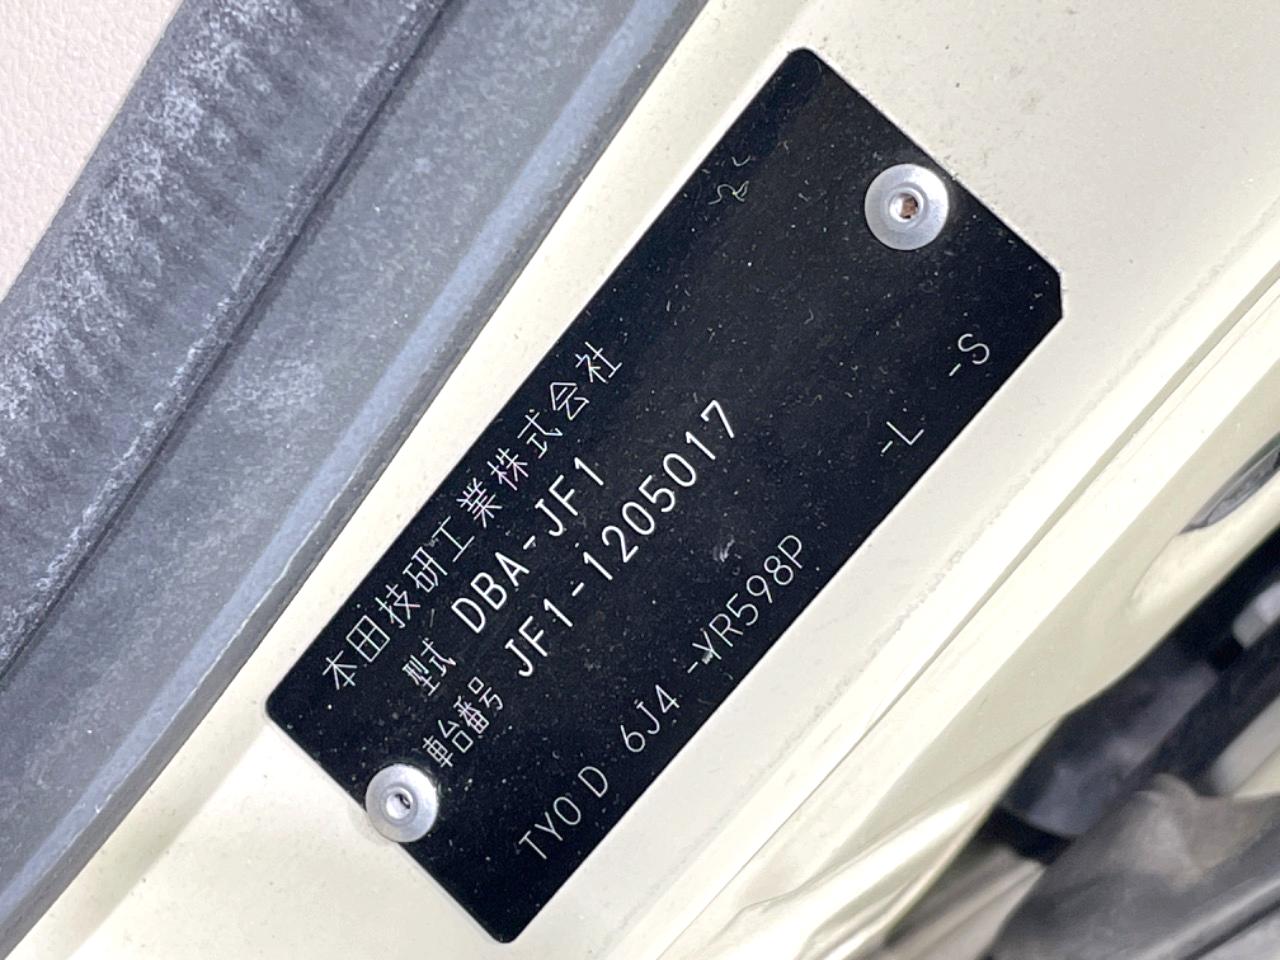 本田技研工業株式会社
型式 DBA-JF1
車台番号 JF1-1205017
TYO D 6J4 -YR598P -L -S